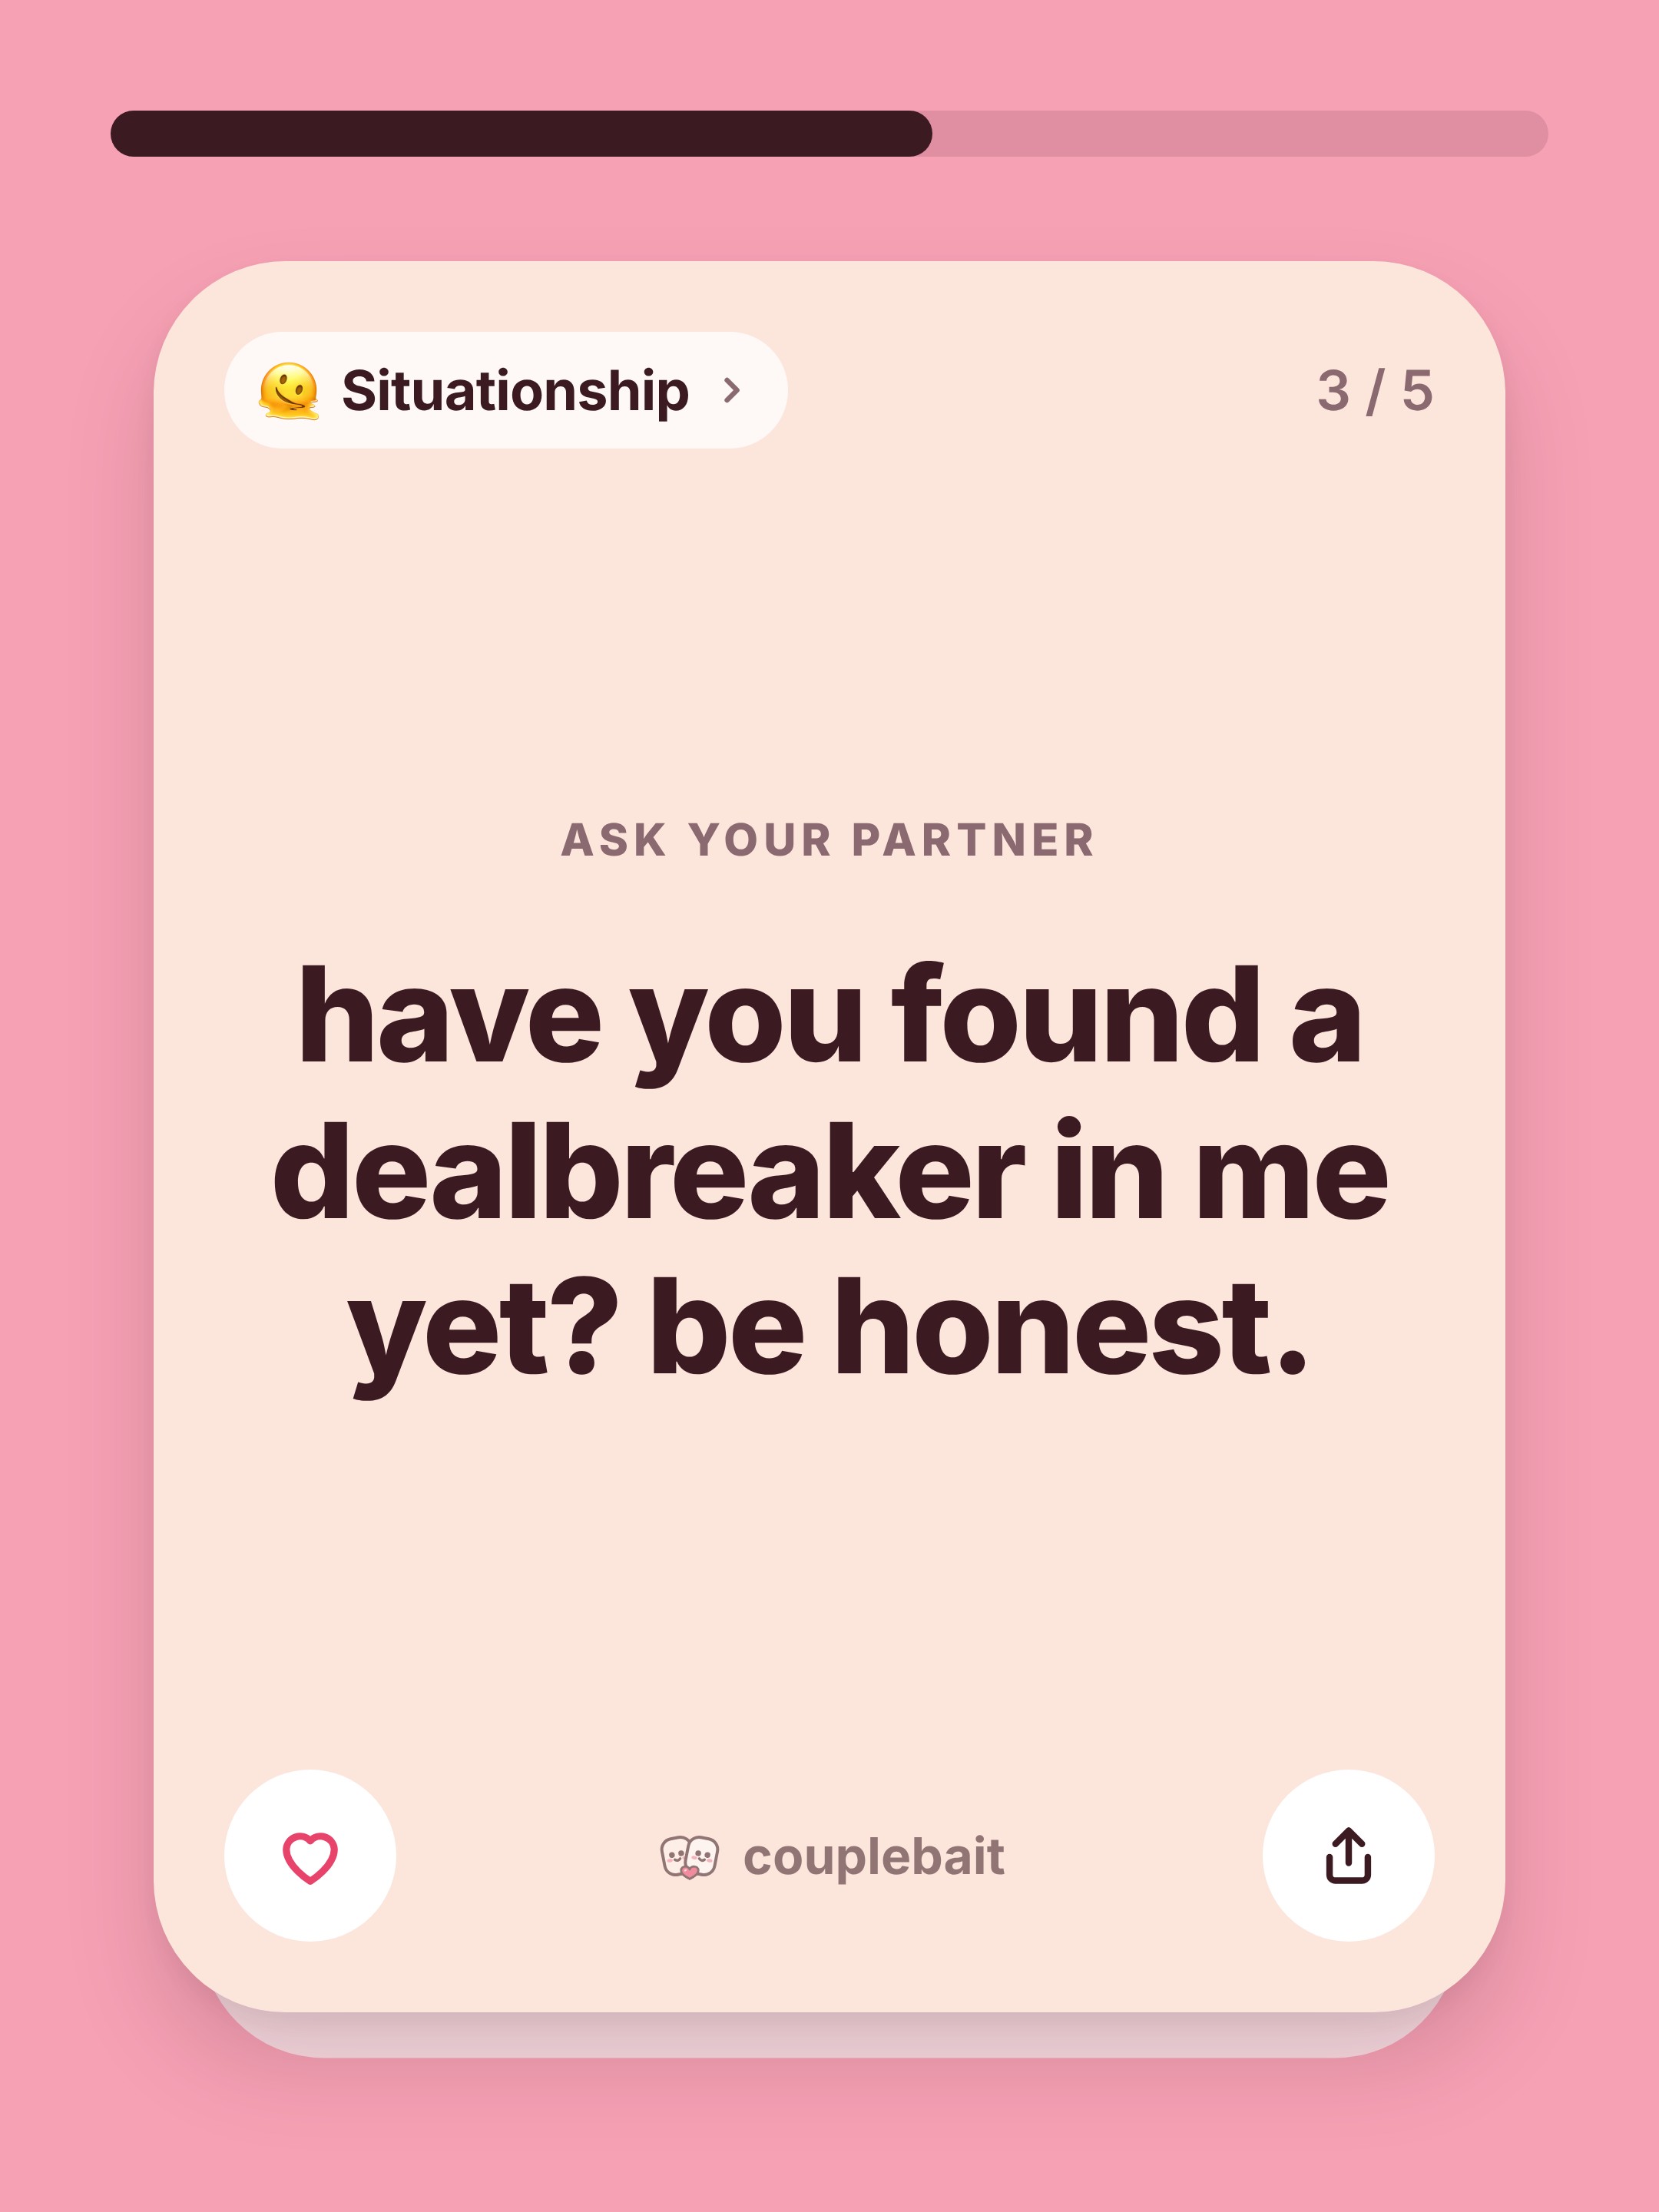 Situationship
3 / 5
ASK YOUR PARTNER
have you found a
dealbreaker in me
yet? be honest.
couplebait